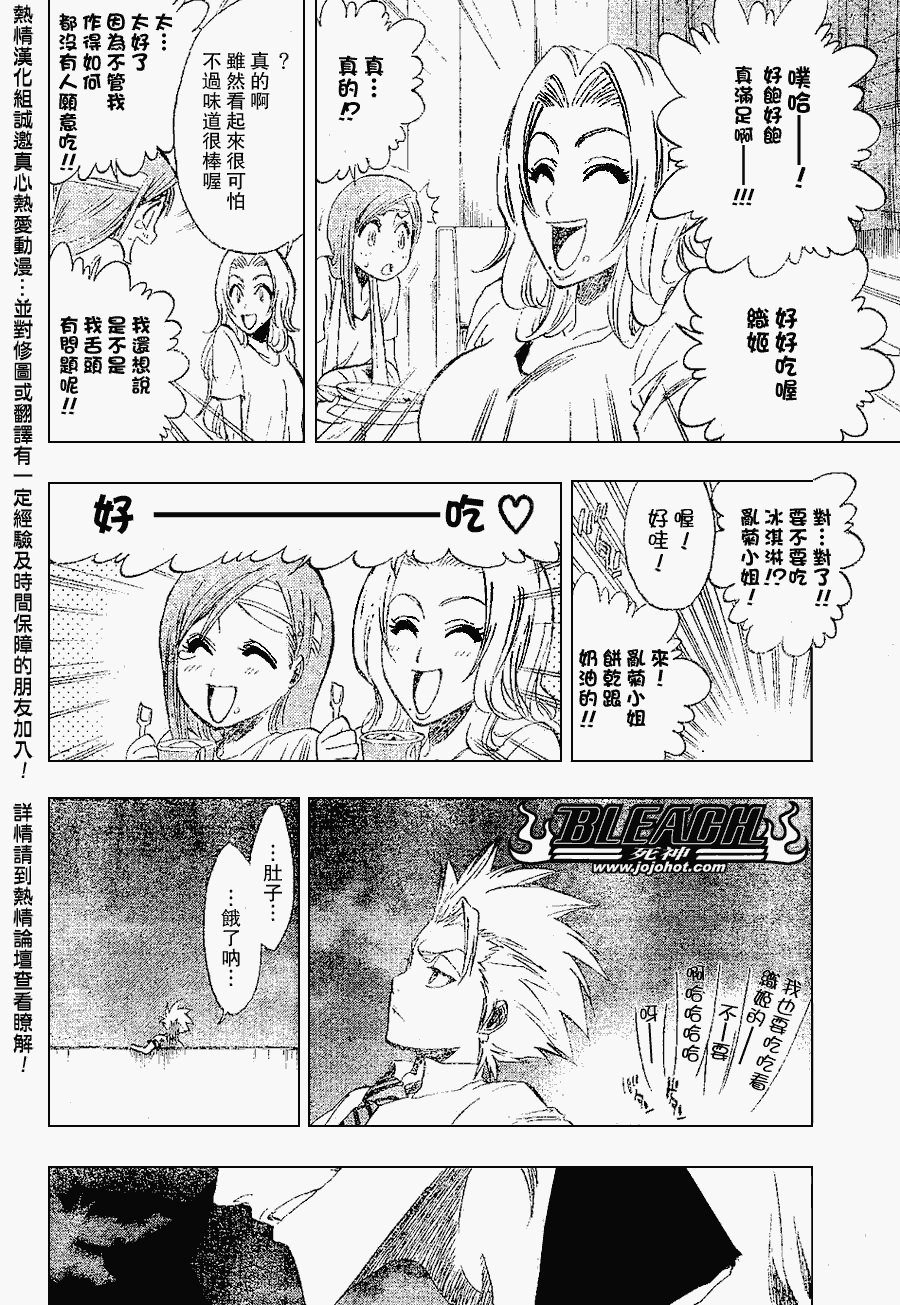 噗哈——！
好飽好飽
真滿足啊——!!!
好好吃喔
織姬
真…
真的!?
？
真的啊
雖然看起來很可怕
不過味道很棒喔
太…
太好了
因為不管我
作得如何
都沒有人願意吃!!
我還想說
是不是
我舌頭
有問題呢!!
對…對了!!
要不要吃
冰淇淋!?
亂菊小姐！
喔！
好哇！
來！
亂菊小姐
餅乾跟
奶油的!!
好——吃♡
BLEACH
死神
www.jojohot.com
我也要吃吃看
織姬的——
不——要——
啊哈哈哈哈
呀——
…肚子…
…餓了吶…
熱情漢化組誠邀真心熱愛動漫…並對修圖或翻譯有一定經驗及時間保障的朋友加入！ 詳情請到熱情論壇查看瞭解！